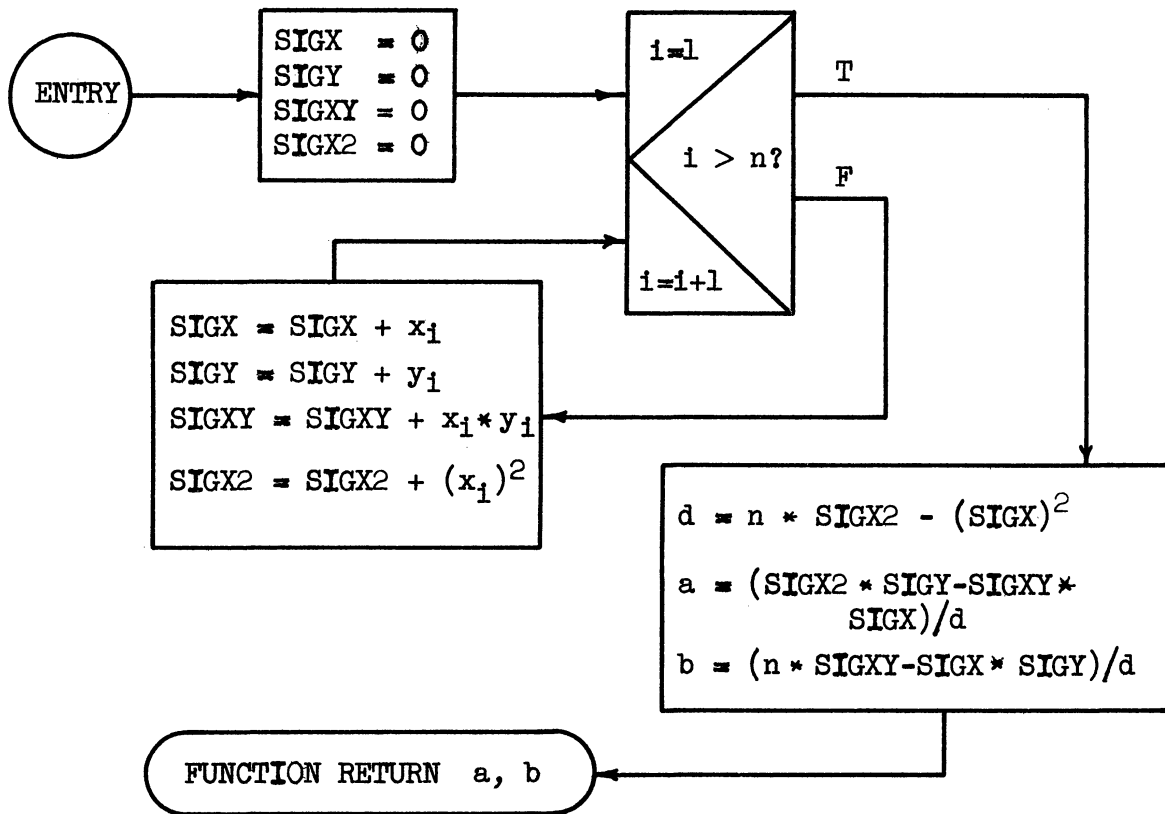 ENTRY
SIGX = 0
SIGY = 0
SIGXY = 0
SIGX2 = 0
i=1
i > n?
i=i+1
T
F
SIGX = SIGX + x_i
SIGY = SIGY + y_i
SIGXY = SIGXY + x_i * y_i
SIGX2 = SIGX2 + (x_i)²
d = n * SIGX2 - (SIGX)²
a = (SIGX2 * SIGY-SIGXY*
SIGX)/d
b = (n * SIGXY-SIGX* SIGY)/d
FUNCTION RETURN a, b